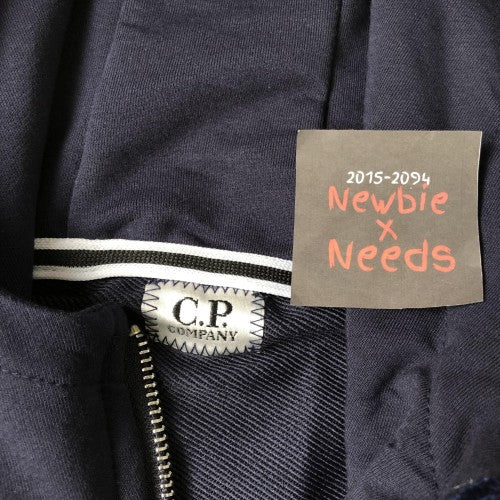 2015-2094
Newbie
x
Needs
C.P.
COMPANY